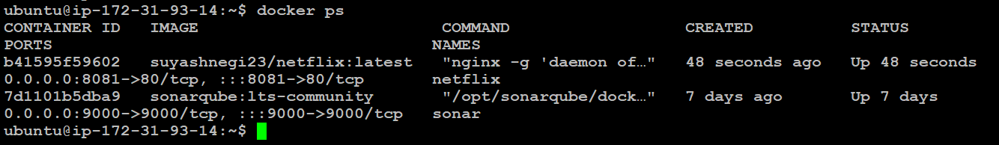 ubuntu@ip-172-31-93-14:~$ docker ps
CONTAINER ID   IMAGE                         COMMAND                  CREATED          STATUS
PORTS                                       NAMES
b41595f59602   suyashnegi23/netflix:latest   "nginx -g 'daemon of…"   48 seconds ago   Up 48 seconds
0.0.0.0:8081->80/tcp, :::8081->80/tcp       netflix
7d1101b5dba9   sonarqube:lts-community       "/opt/sonarqube/dock…"   7 days ago       Up 7 days
0.0.0.0:9000->9000/tcp, :::9000->9000/tcp   sonar
ubuntu@ip-172-31-93-14:~$